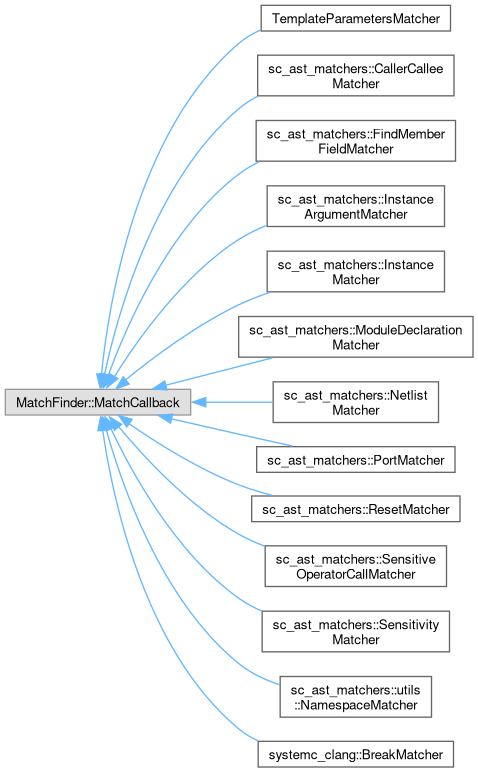 TemplateParametersMatcher
sc_ast_matchers::CallerCallee
Matcher
sc_ast_matchers::FindMember
FieldMatcher
sc_ast_matchers::Instance
ArgumentMatcher
sc_ast_matchers::Instance
Matcher
sc_ast_matchers::ModuleDeclaration
Matcher
MatchFinder::MatchCallback
sc_ast_matchers::Netlist
Matcher
sc_ast_matchers::PortMatcher
sc_ast_matchers::ResetMatcher
sc_ast_matchers::Sensitive
OperatorCallMatcher
sc_ast_matchers::Sensitivity
Matcher
sc_ast_matchers::utils
::NamespaceMatcher
systemc_clang::BreakMatcher